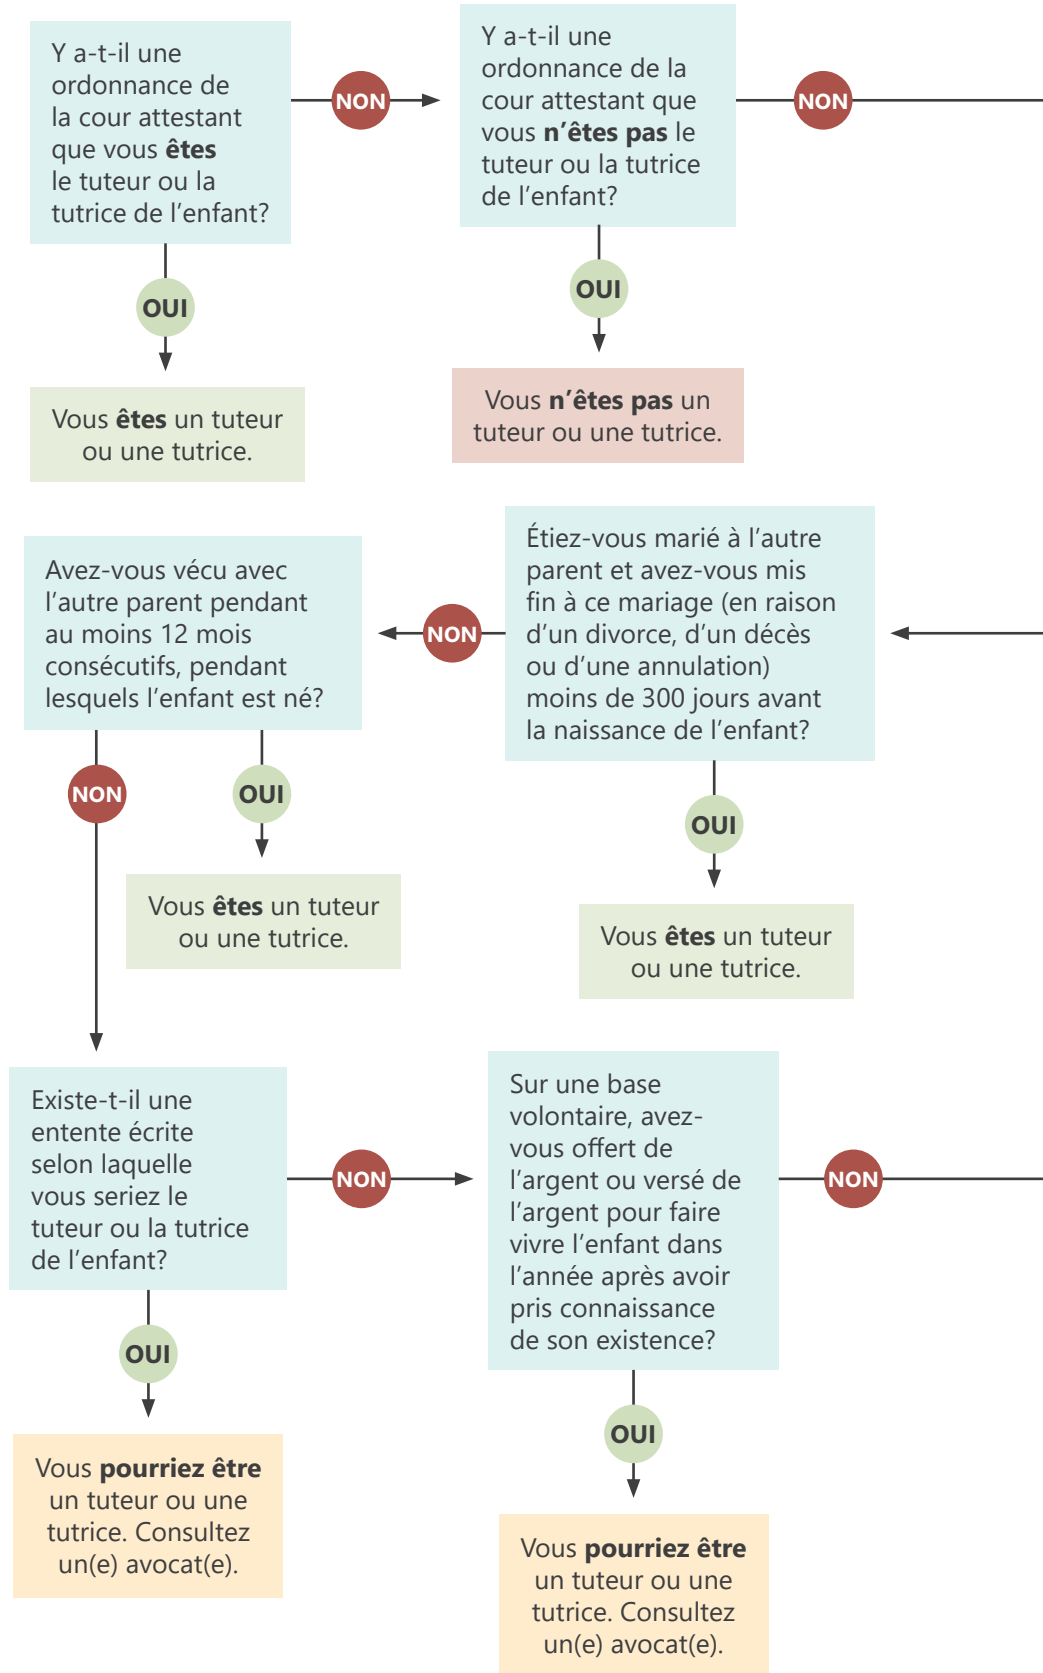 Y a-t-il une
ordonnance de
la cour attestant
que vous êtes
le tuteur ou la
tutrice de l'enfant?
NON
Y a-t-il une
ordonnance de la
cour attestant que
vous n'êtes pas le
tuteur ou la tutrice
de l'enfant?
NON
OUI
OUI
Vous êtes un tuteur
ou une tutrice.
Vous n'êtes pas un
tuteur ou une tutrice.
Étiez-vous marié à l'autre
parent et avez-vous mis
fin à ce mariage (en raison
d'un divorce, d'un décès
ou d'une annulation)
moins de 300 jours avant
la naissance de l'enfant?
NON
Avez-vous vécu avec
l'autre parent pendant
au moins 12 mois
consécutifs, pendant
lesquels l'enfant est né?
NON
OUI
OUI
Vous êtes un tuteur
ou une tutrice.
Vous êtes un tuteur
ou une tutrice.
Existe-t-il une
entente écrite
selon laquelle
vous seriez le
tuteur ou la tutrice
de l'enfant?
NON
Sur une base
volontaire, avez-
vous offert de
l'argent ou versé de
l'argent pour faire
vivre l'enfant dans
l'année après avoir
pris connaissance
de son existence?
NON
OUI
OUI
Vous pourriez être
un tuteur ou une
tutrice. Consultez
un(e) avocat(e).
Vous pourriez être
un tuteur ou une
tutrice. Consultez
un(e) avocat(e).